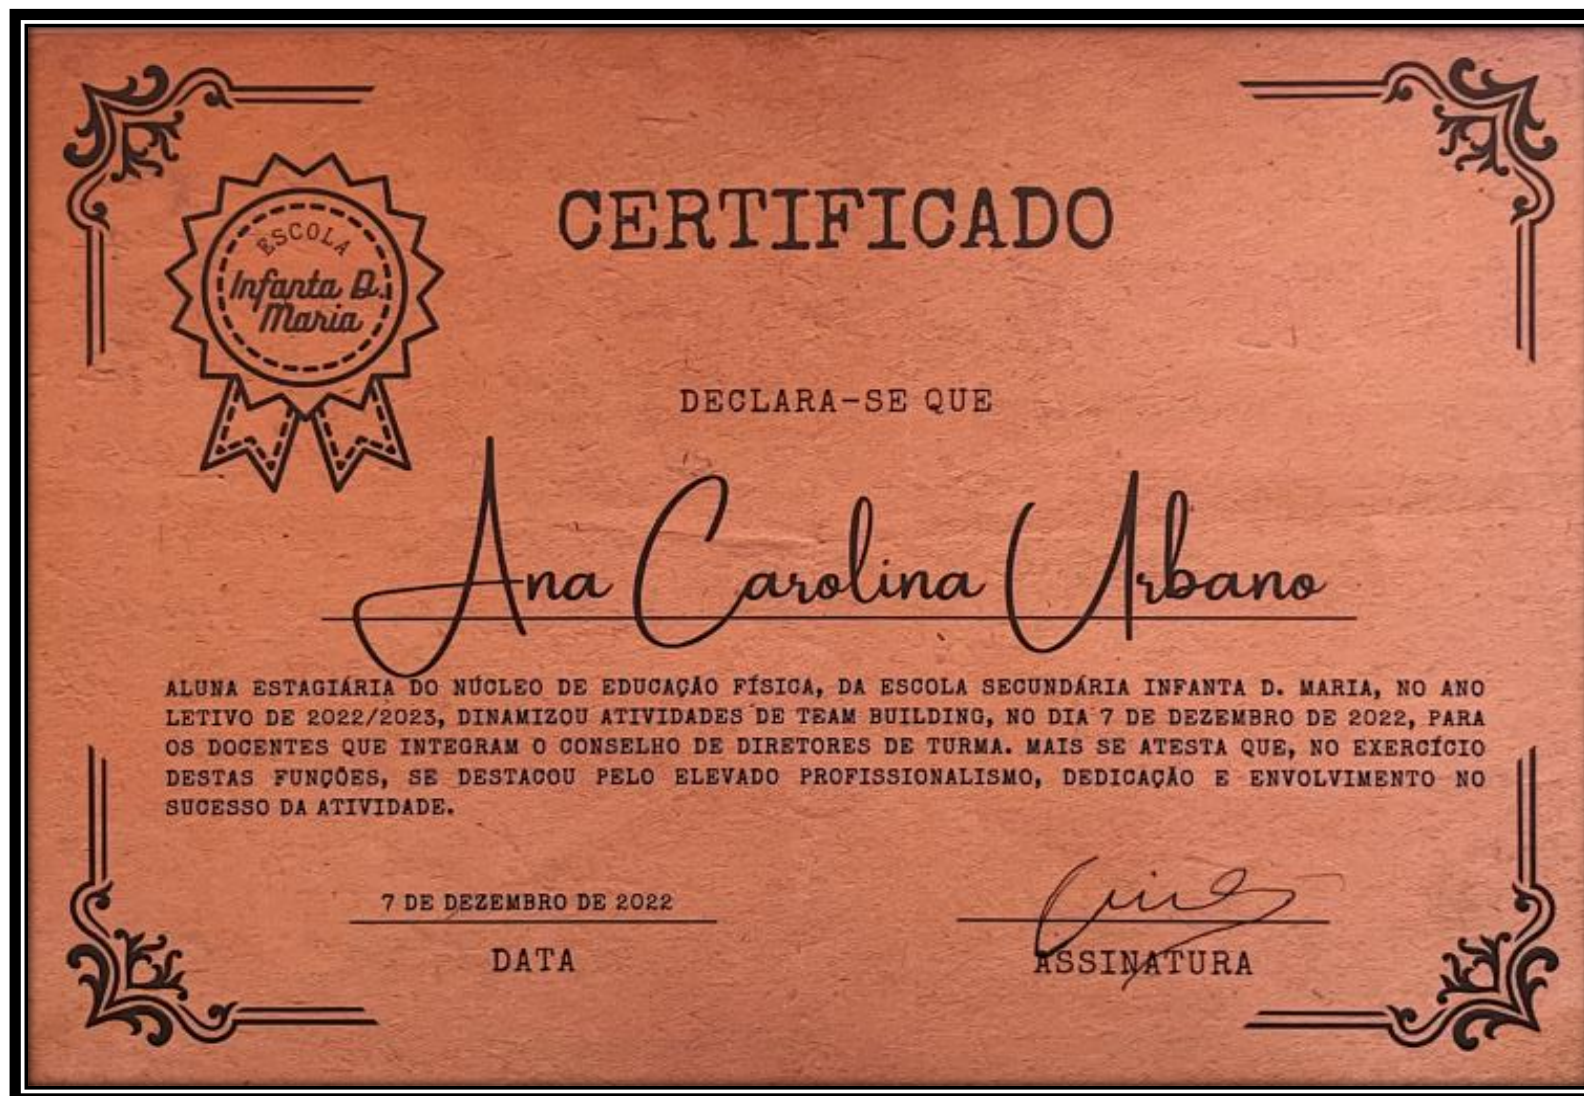 ESCOLA
Infanta D.
Maria
CERTIFICADO
DECLARA-SE QUE
Ana Carolina Urbano
ALUNA ESTAGIÁRIA DO NÚCLEO DE EDUCAÇÃO FÍSICA, DA ESCOLA SECUNDÁRIA INFANTA D. MARIA, NO ANO
LETIVO DE 2022/2023, DINAMIZOU ATIVIDADES DE TEAM BUILDING, NO DIA 7 DE DEZEMBRO DE 2022, PARA
OS DOCENTES QUE INTEGRAM O CONSELHO DE DIRETORES DE TURMA. MAIS SE ATESTA QUE, NO EXERCÍCIO
DESTAS FUNÇÕES, SE DESTACOU PELO ELEVADO PROFISSIONALISMO, DEDICAÇÃO E ENVOLVIMENTO NO
SUCESSO DA ATIVIDADE.
7 DE DEZEMBRO DE 2022
DATA
ASSINATURA